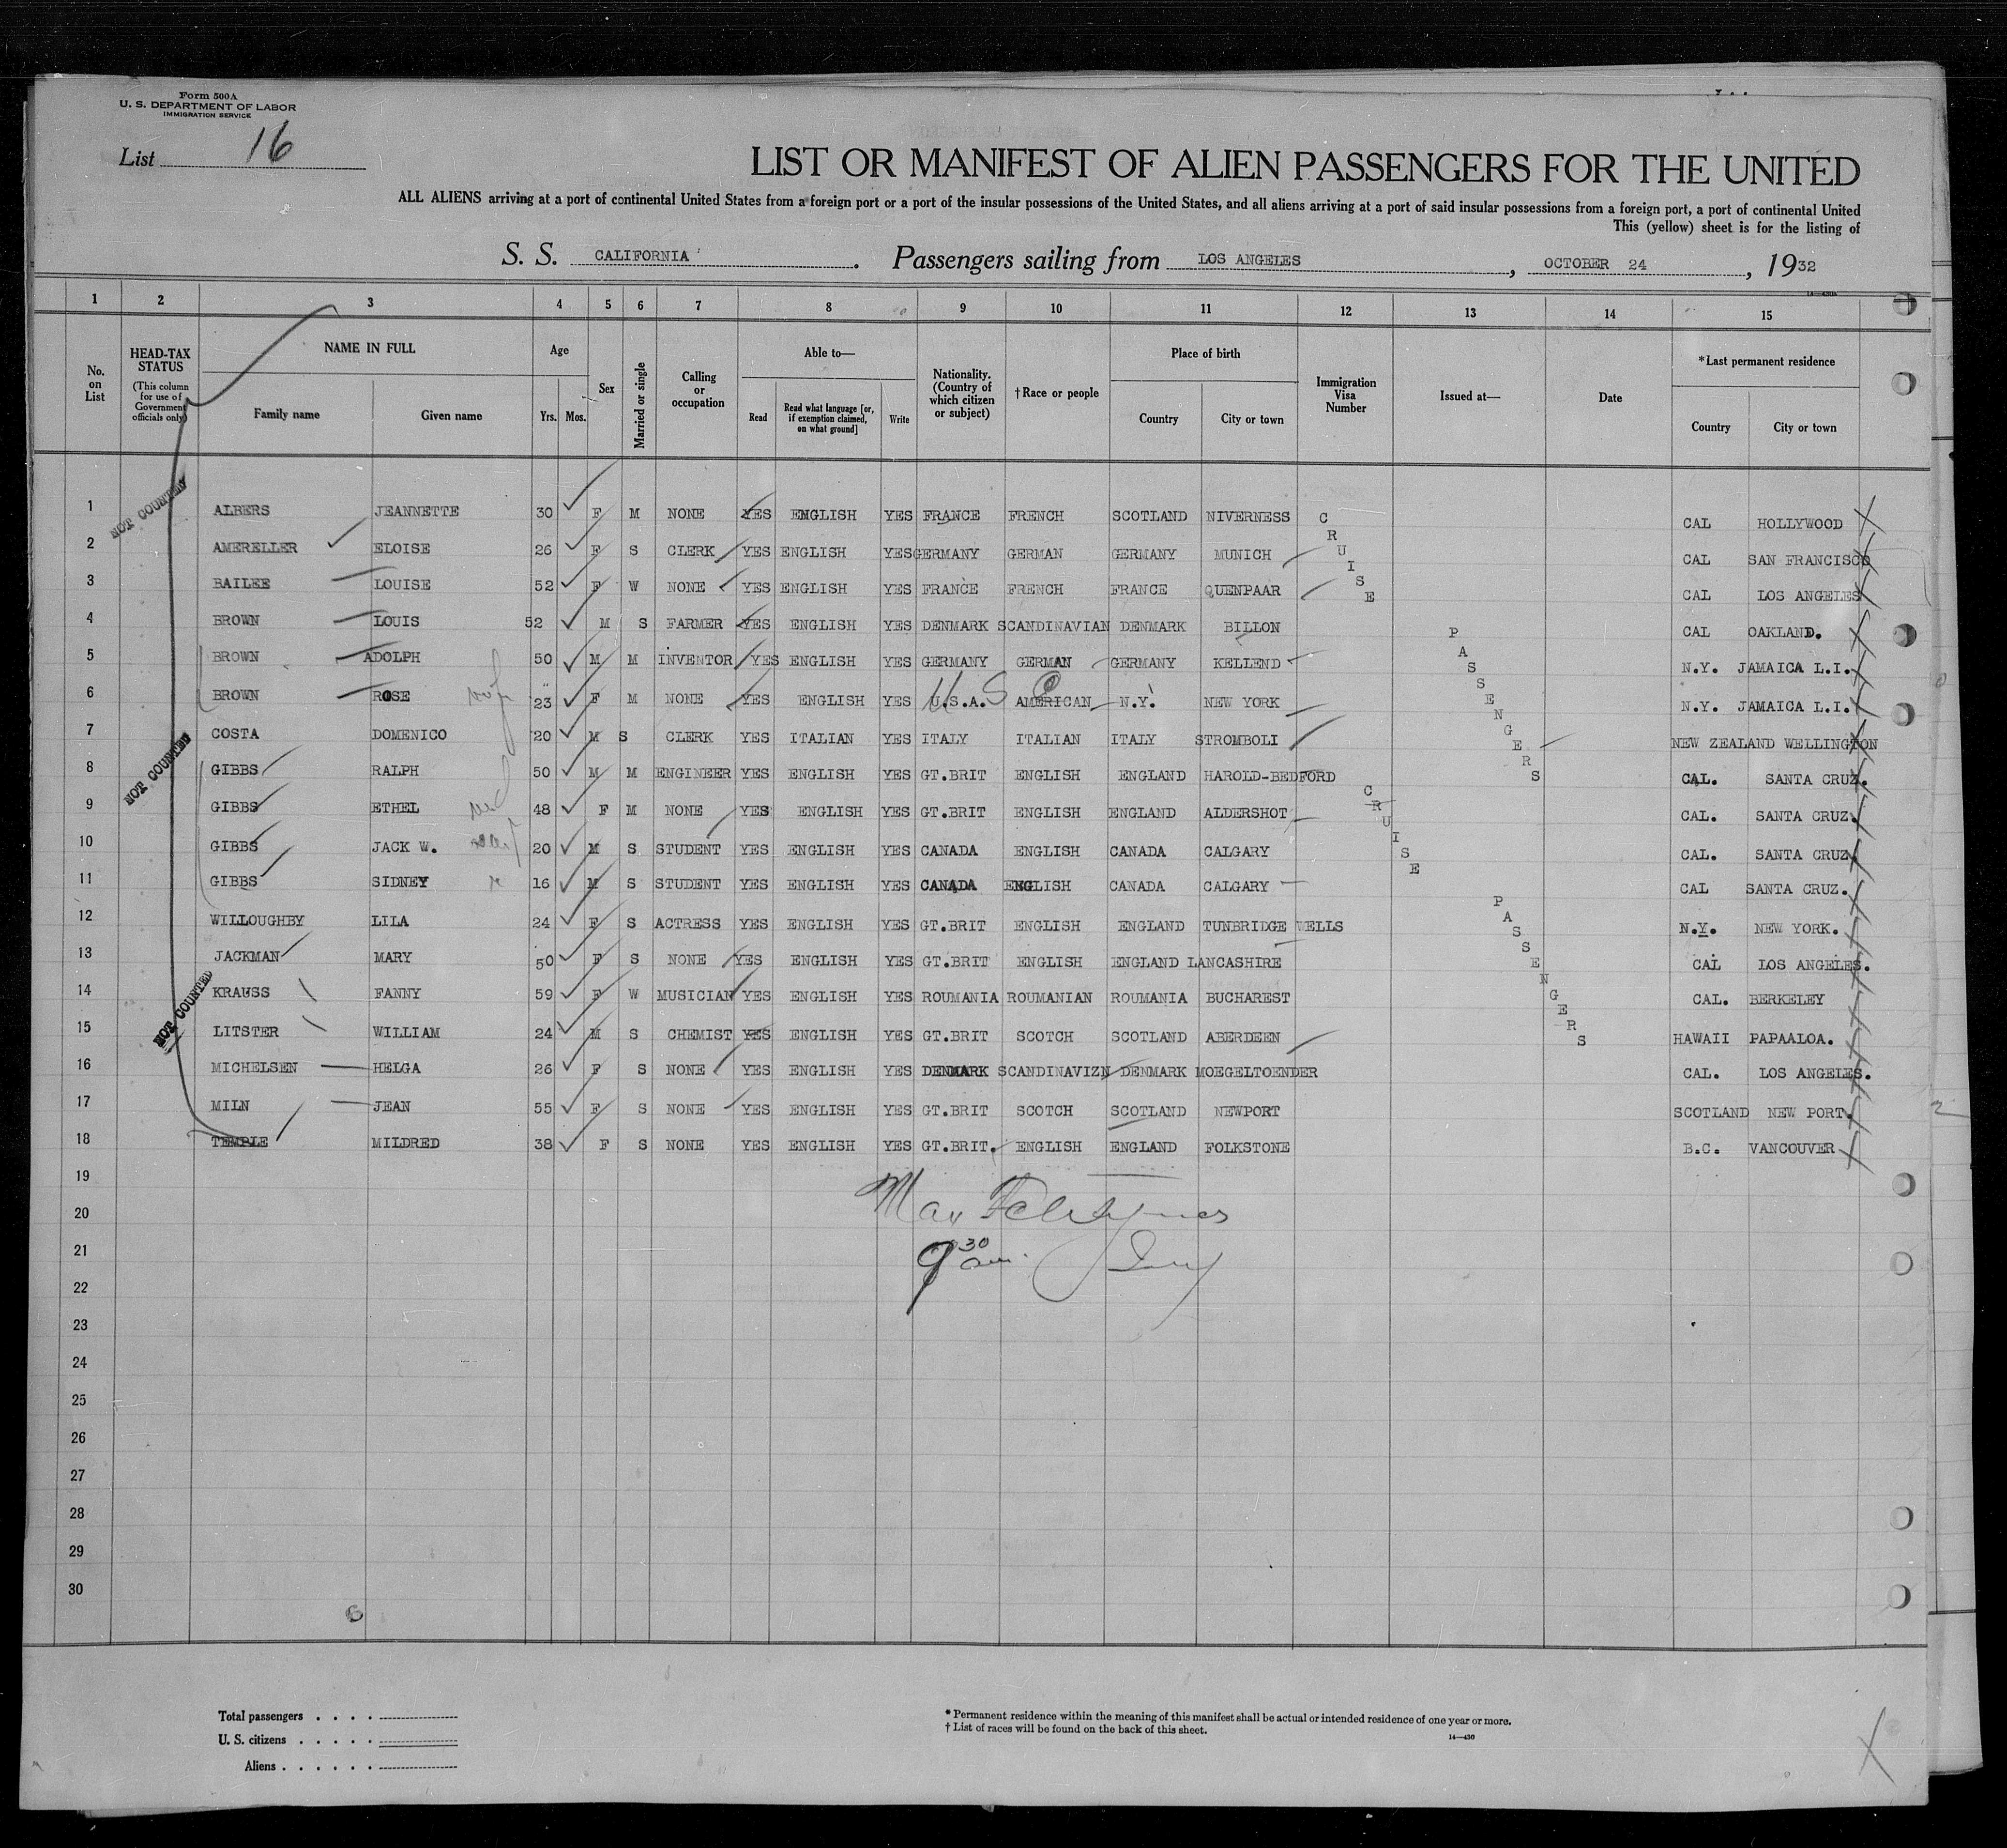 Form 500A
U. S. DEPARTMENT OF LABOR
IMMIGRATION SERVICE
List 16
LIST OR MANIFEST OF ALIEN PASSENGERS FOR THE UNITED
ALL ALIENS arriving at a port of continental United States from a foreign port or a port of the insular possessions of the United States, and all aliens arriving at a port of said insular possessions from a foreign port, a port of continental United
This (yellow) sheet is for the listing of
S. S. CALIFORNIA . Passengers sailing from LOS ANGELES , OCTOBER 24 , 1932
1 2 3 4 5 6 7 8 9 10 11 12 13 14 15
No. on List
HEAD-TAX STATUS (This column for use of Government officials only)
NAME IN FULL
Family name Given name
Age
Yrs. Mos.
Sex
Married or single
Calling or occupation
Able to—
Read Read what language [or, if exemption claimed, on what ground] Write
Nationality. (Country of which citizen or subject)
†Race or people
Place of birth
Country City or town
Immigration Visa Number
Issued at—
Date
*Last permanent residence
Country City or town
NOT COUNTED
1 ALBERS JEANNETTE 30 F M NONE YES ENGLISH YES FRANCE FRENCH SCOTLAND NIVERNESS CAL HOLLYWOOD
2 AMERELLER ELOISE 26 F S CLERK YES ENGLISH YES GERMANY GERMAN GERMANY MUNICH CAL SAN FRANCISCO
3 BAILEE LOUISE 52 F W NONE YES ENGLISH YES FRANCE FRENCH FRANCE QUENPAAR CAL LOS ANGELES
CRUISE
4 BROWN LOUIS 52 M S FARMER YES ENGLISH YES DENMARK SCANDINAVIAN DENMARK BILLON CAL OAKLAND.
5 BROWN ADOLPH 50 M M INVENTOR YES ENGLISH YES GERMANY GERMAN GERMANY KELLEND N.Y. JAMAICA L.I.
6 BROWN ROSE wife 23 F M NONE YES ENGLISH YES U.S.A. AMERICAN N.Y. NEW YORK N.Y. JAMAICA L.I.
US
NOT COUNTED
7 COSTA DOMENICO 20 M S CLERK YES ITALIAN YES ITALY ITALIAN ITALY STROMBOLI NEW ZEALAND WELLINGTON
8 GIBBS RALPH 50 M M ENGINEER YES ENGLISH YES GT.BRIT ENGLISH ENGLAND HAROLD-BEDFORD CAL. SANTA CRUZ.
PASSENGERS
9 GIBBS ETHEL 48 F M NONE YES ENGLISH YES GT.BRIT ENGLISH ENGLAND ALDERSHOT CAL. SANTA CRUZ.
10 GIBBS JACK W. 20 M S STUDENT YES ENGLISH YES CANADA ENGLISH CANADA CALGARY CAL. SANTA CRUZ
11 GIBBS SIDNEY 16 M S STUDENT YES ENGLISH YES CANADA ENGLISH CANADA CALGARY CAL SANTA CRUZ.
CRUISE
12 WILLOUGHBY LILA 24 F S ACTRESS YES ENGLISH YES GT.BRIT ENGLISH ENGLAND TUNBRIDGE WELLS N.Y. NEW YORK.
13 JACKMAN MARY 50 F S NONE YES ENGLISH YES GT.BRIT ENGLISH ENGLAND LANCASHIRE CAL LOS ANGELES.
14 KRAUSS FANNY 59 F W MUSICIAN YES ENGLISH YES ROUMANIA ROUMANIAN ROUMANIA BUCHAREST CAL. BERKELEY
NOT COUNTED
15 LITSTER WILLIAM 24 M S CHEMIST YES ENGLISH YES GT.BRIT SCOTCH SCOTLAND ABERDEEN HAWAII PAPAALOA.
PASSENGERS
16 MICHELSEN HELGA 26 F S NONE YES ENGLISH YES DENMARK SCANDINAVIZN DENMARK MOEGELTOENDER CAL. LOS ANGELES.
17 MILN JEAN 55 F S NONE YES ENGLISH YES GT.BRIT SCOTCH SCOTLAND NEWPORT SCOTLAND NEW PORT.
18 TEMPLE MILDRED 38 F S NONE YES ENGLISH YES GT.BRIT. ENGLISH ENGLAND FOLKSTONE B.C. VANCOUVER
19
20 Max
21 9 30 am
22
23
24
25
26
27
28
29
30
Total passengers . . . .
U. S. citizens . . . . .
Aliens . . . . . .
* Permanent residence within the meaning of this manifest shall be actual or intended residence of one year or more.
† List of races will be found on the back of this sheet.
14—430